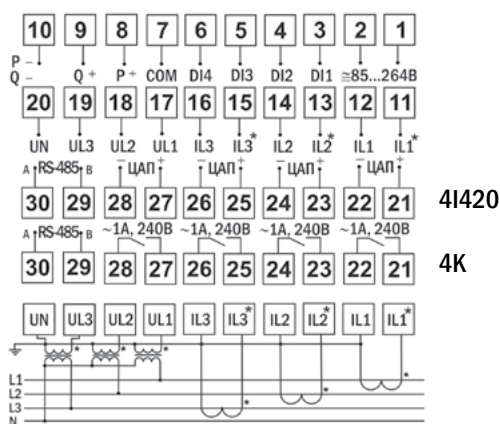 10 9 8 7 6 5 4 3 2 1
P –
Q – Q + P + COM DI4 DI3 DI2 DI1 ≂85...264В
20 19 18 17 16 15 14 13 12 11
UN UL3 UL2 UL1 IL3 IL3* IL2 IL2* IL1 IL1*
A RS-485 B – ЦАП + – ЦАП + – ЦАП + – ЦАП +
30 29 28 27 26 25 24 23 22 21 4I420
A RS-485 B ~1А, 240В ~1А, 240В ~1А, 240В ~1А, 240В
30 29 28 27 26 25 24 23 22 21 4K
UN UL3 UL2 UL1 IL3 IL3* IL2 IL2* IL1 IL1*
* * *
L1
L2
L3 * * *
N